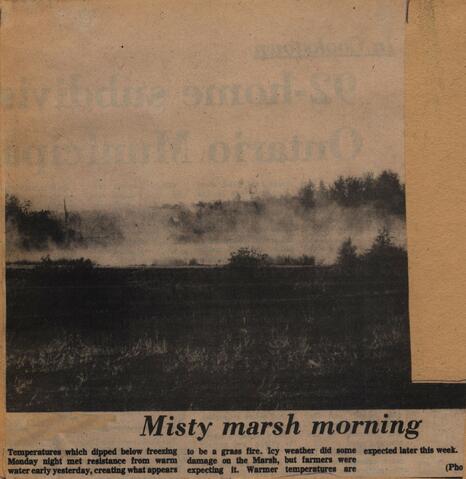 In Cookstown
92-home subdivis
Ontario Municipa
Misty marsh morning
Temperatures which dipped below freezing
Monday night met resistance from warm
water early yesterday, creating what appears
to be a grass fire. Icy weather did some
damage on the Marsh, but farmers were
expecting it. Warmer temperatures are
expected later this week.
(Pho